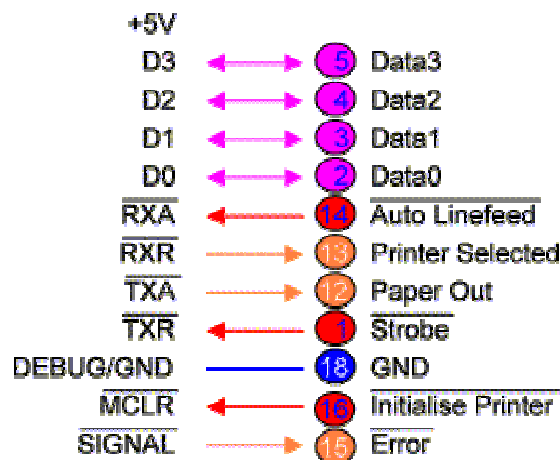 +5V
D3 5 Data3
D2 4 Data2
D1 3 Data1
D0 2 Data0
RXA 14 Auto Linefeed
RXR 13 Printer Selected
TXA 12 Paper Out
TXR 1 Strobe
DEBUG/GND 18 GND
MCLR 16 Initialise Printer
SIGNAL 15 Error